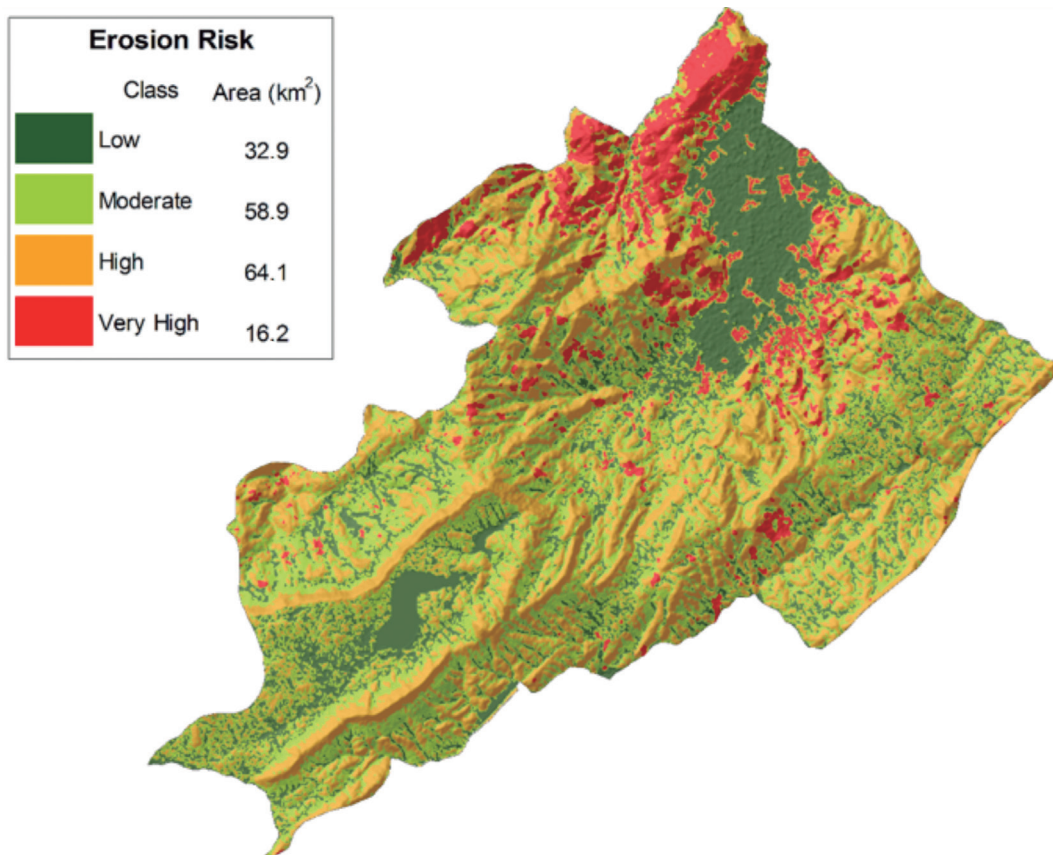 Erosion Risk
Class Area (km²)
Low 32.9
Moderate 58.9
High 64.1
Very High 16.2